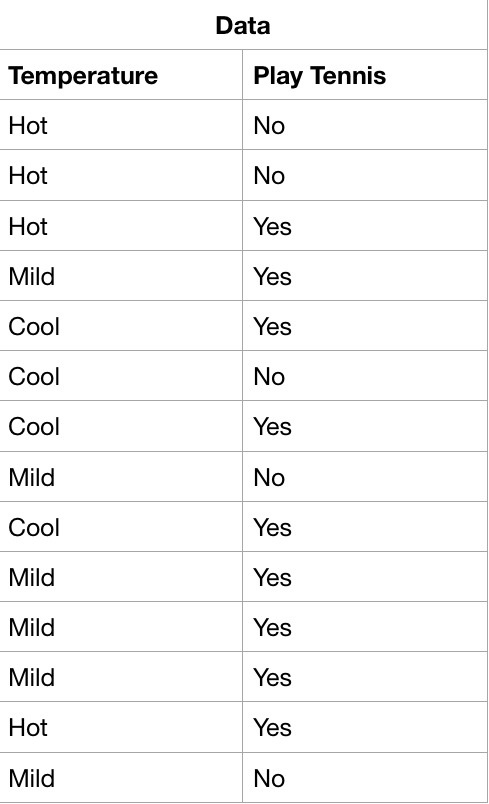 Data
Temperature Play Tennis
Hot No
Hot No
Hot Yes
Mild Yes
Cool Yes
Cool No
Cool Yes
Mild No
Cool Yes
Mild Yes
Mild Yes
Mild Yes
Hot Yes
Mild No